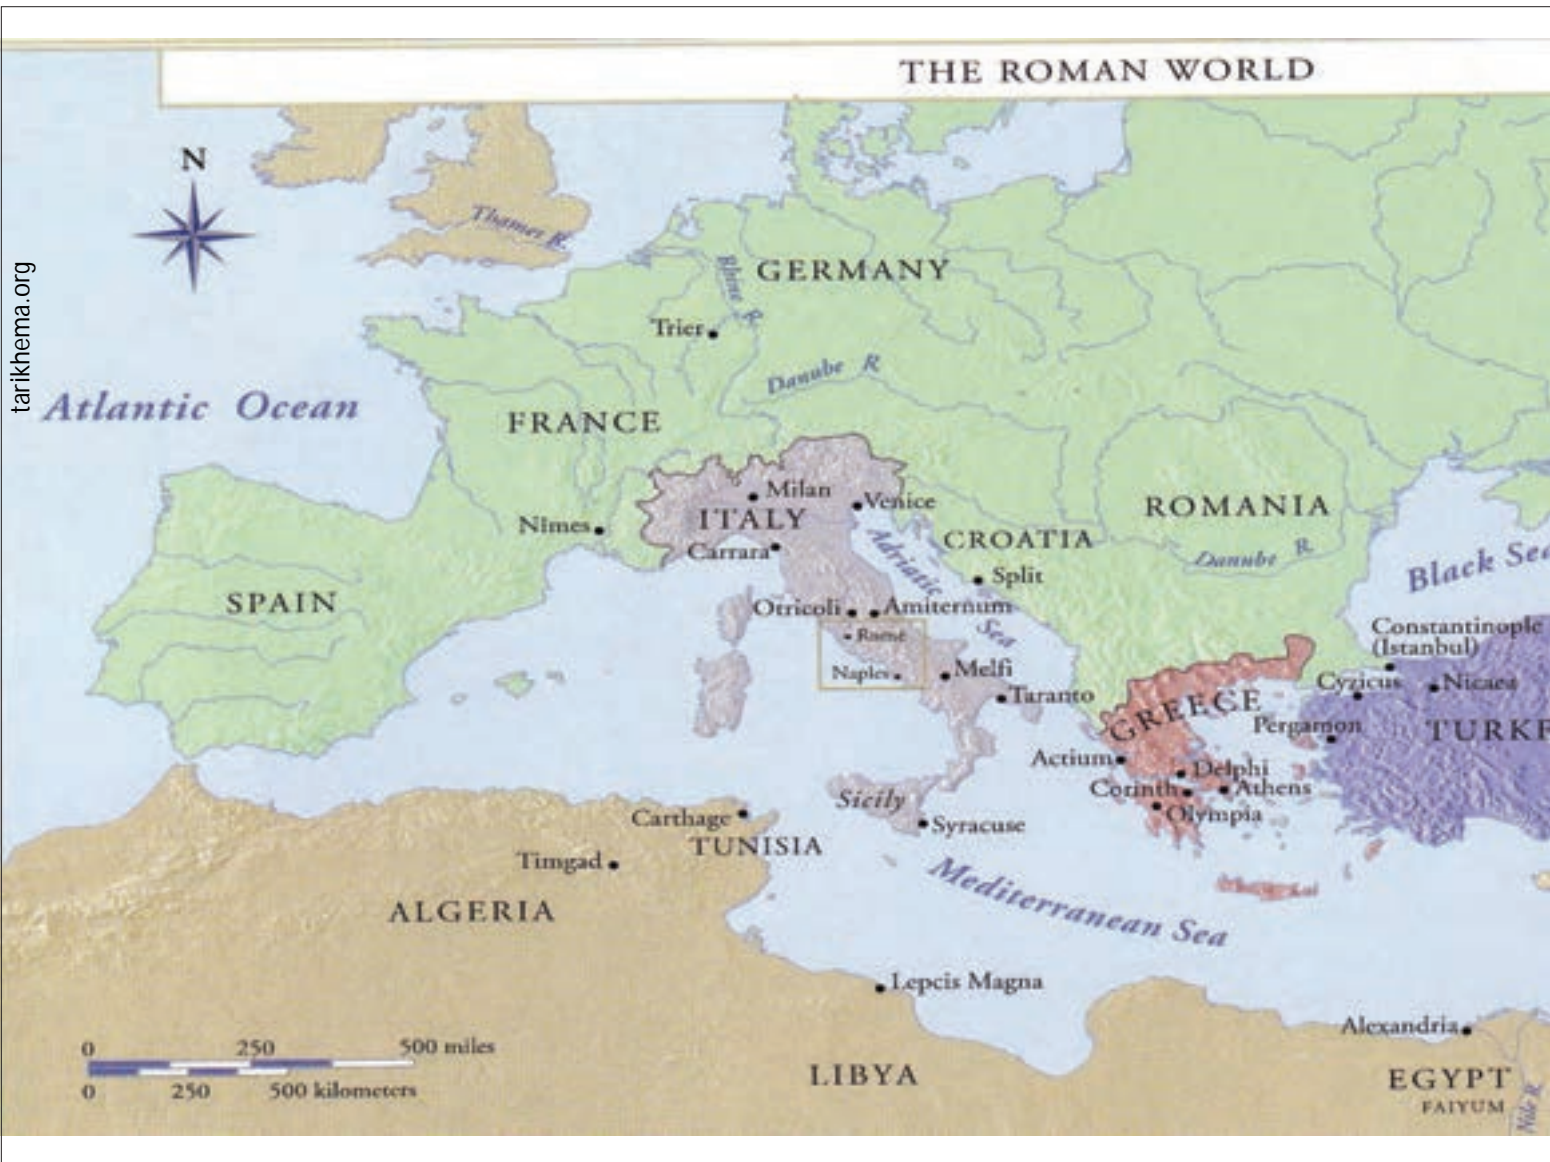 THE ROMAN WORLD
N
tarikhema.org
Thames R.
Rhine R.
GERMANY
Trier
Danube R
Atlantic Ocean
FRANCE
Milan
Venice
ITALY
ROMANIA
Nîmes
CROATIA
Carrara
Adriatic
Sea
Danube R.
Black Sea
Split
SPAIN
Otricoli
Amiternum
Rome
Constantinople
(Istanbul)
Naples
Melfi
Cyzicus
Nicaea
Taranto
GREECE
Pergamon
TURKE
Actium
Delphi
Corinth
Athens
Olympia
Sicily
Carthage
Syracuse
TUNISIA
Timgad
Mediterranean Sea
ALGERIA
Lepcis Magna
Alexandria
0 250 500 miles
0 250 500 kilometers
LIBYA
EGYPT
FAIYUM
Nile R.